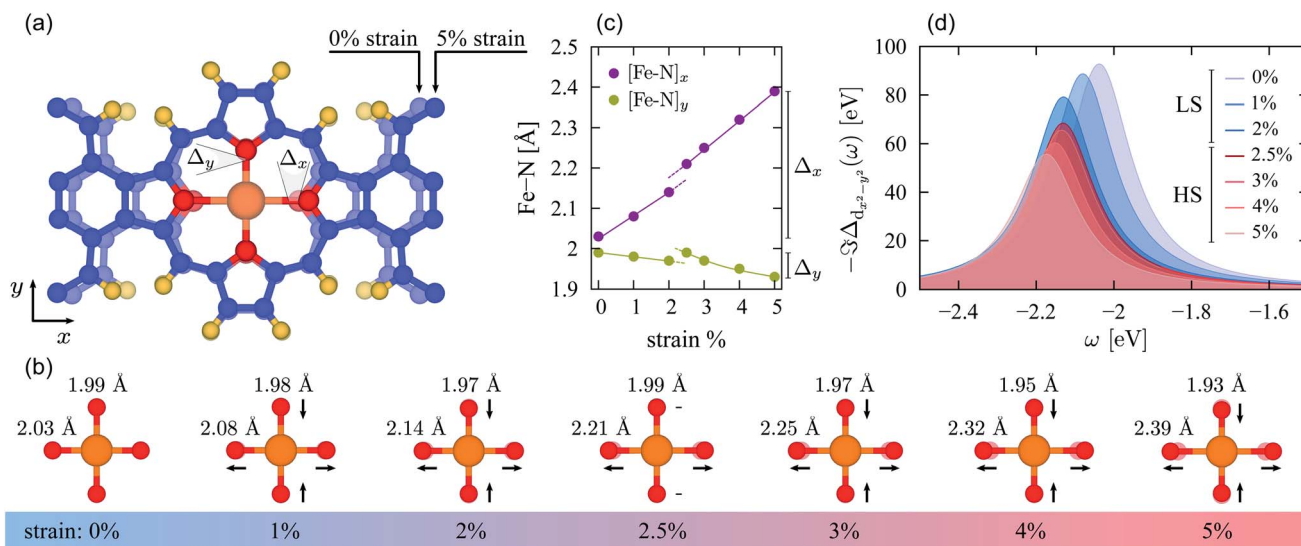 (a)
0% strain
5% strain
Δy
Δx
y
x
(c)
2.5
2.4
2.3
2.2
2.1
2
1.9
Fe−N [Å]
[Fe-N]x
[Fe-N]y
Δx
Δy
0 1 2 3 4 5
strain %
(d)
100
80
60
40
20
0
−ℑΔdx²−y²(ω) [eV]
LS
HS
0%
1%
2%
2.5%
3%
4%
5%
−2.4 −2.2 −2 −1.8 −1.6
ω [eV]
(b)
1.99 Å 1.98 Å 1.97 Å 1.99 Å 1.97 Å 1.95 Å 1.93 Å
2.03 Å 2.08 Å 2.14 Å 2.21 Å 2.25 Å 2.32 Å 2.39 Å
-
-
strain: 0% 1% 2% 2.5% 3% 4% 5%